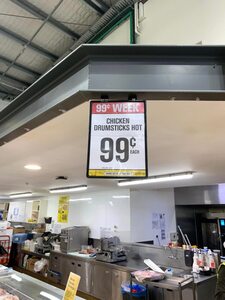 99¢ WEEK
CHICKEN
DRUMSTICKS HOT
99¢
EACH